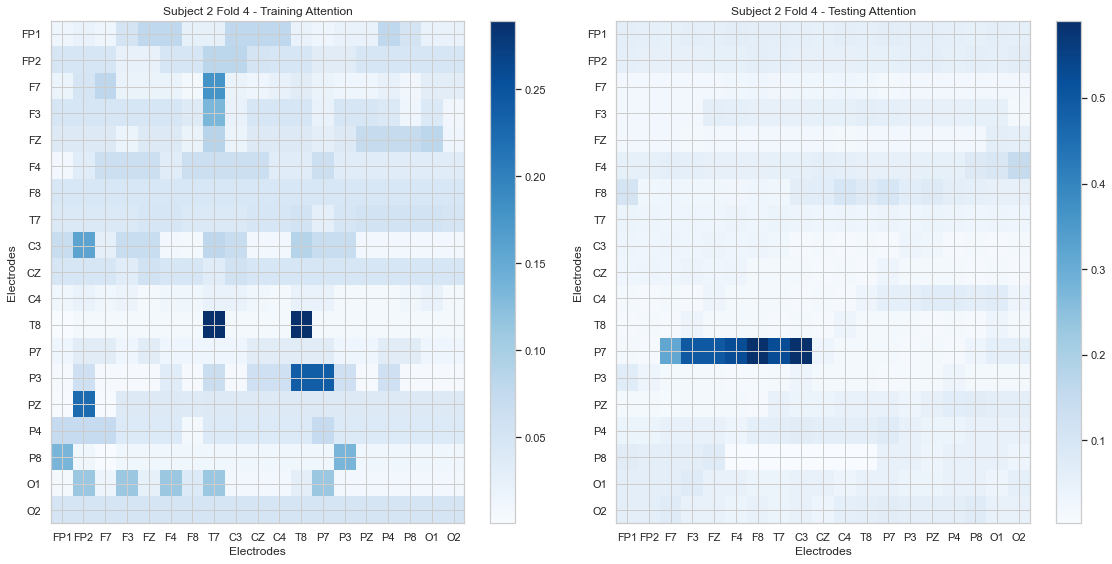 Subject 2 Fold 4 - Training Attention
Electrodes
FP1
FP2
F7
F3
FZ
F4
F8
T7
C3
CZ
C4
T8
P7
P3
PZ
P4
P8
O1
O2
FP1 FP2 F7 F3 FZ F4 F8 T7 C3 CZ C4 T8 P7 P3 PZ P4 P8 O1 O2
Electrodes
0.25
0.20
0.15
0.10
0.05
Subject 2 Fold 4 - Testing Attention
Electrodes
FP1
FP2
F7
F3
FZ
F4
F8
T7
C3
CZ
C4
T8
P7
P3
PZ
P4
P8
O1
O2
FP1 FP2 F7 F3 FZ F4 F8 T7 C3 CZ C4 T8 P7 P3 PZ P4 P8 O1 O2
Electrodes
0.5
0.4
0.3
0.2
0.1